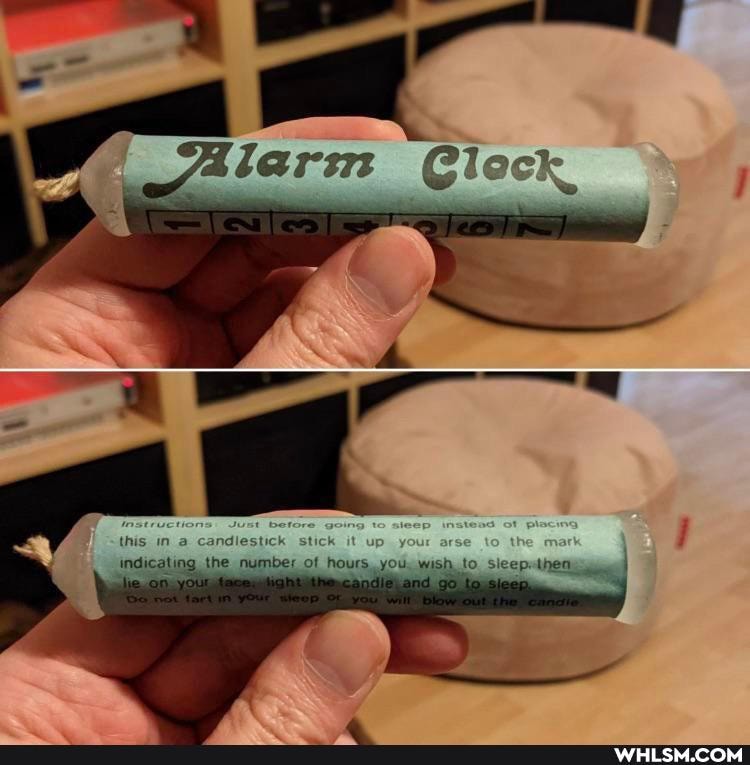 Alarm Clock
1 2 3 4 5 6 7
Instructions: Just before going to sleep instead of placing
this in a candlestick stick it up your arse to the mark
indicating the number of hours you wish to sleep, then
lie on your face, light the candle and go to sleep.
Do not fart in your sleep or you will blow out the candle.
WHLSM.COM